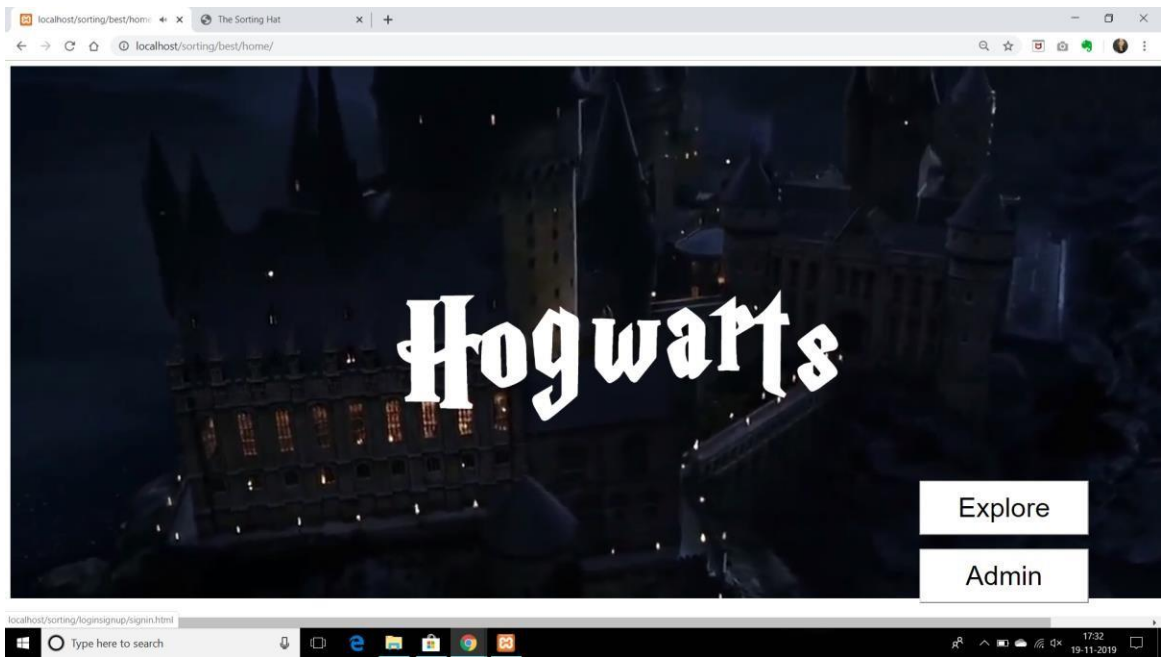 localhost/sorting/best/home
The Sorting Hat
localhost/sorting/best/home/
Hogwarts
Explore
Admin
localhost/sorting/loginsignup/signin.html
Type here to search
17:32
19-11-2019